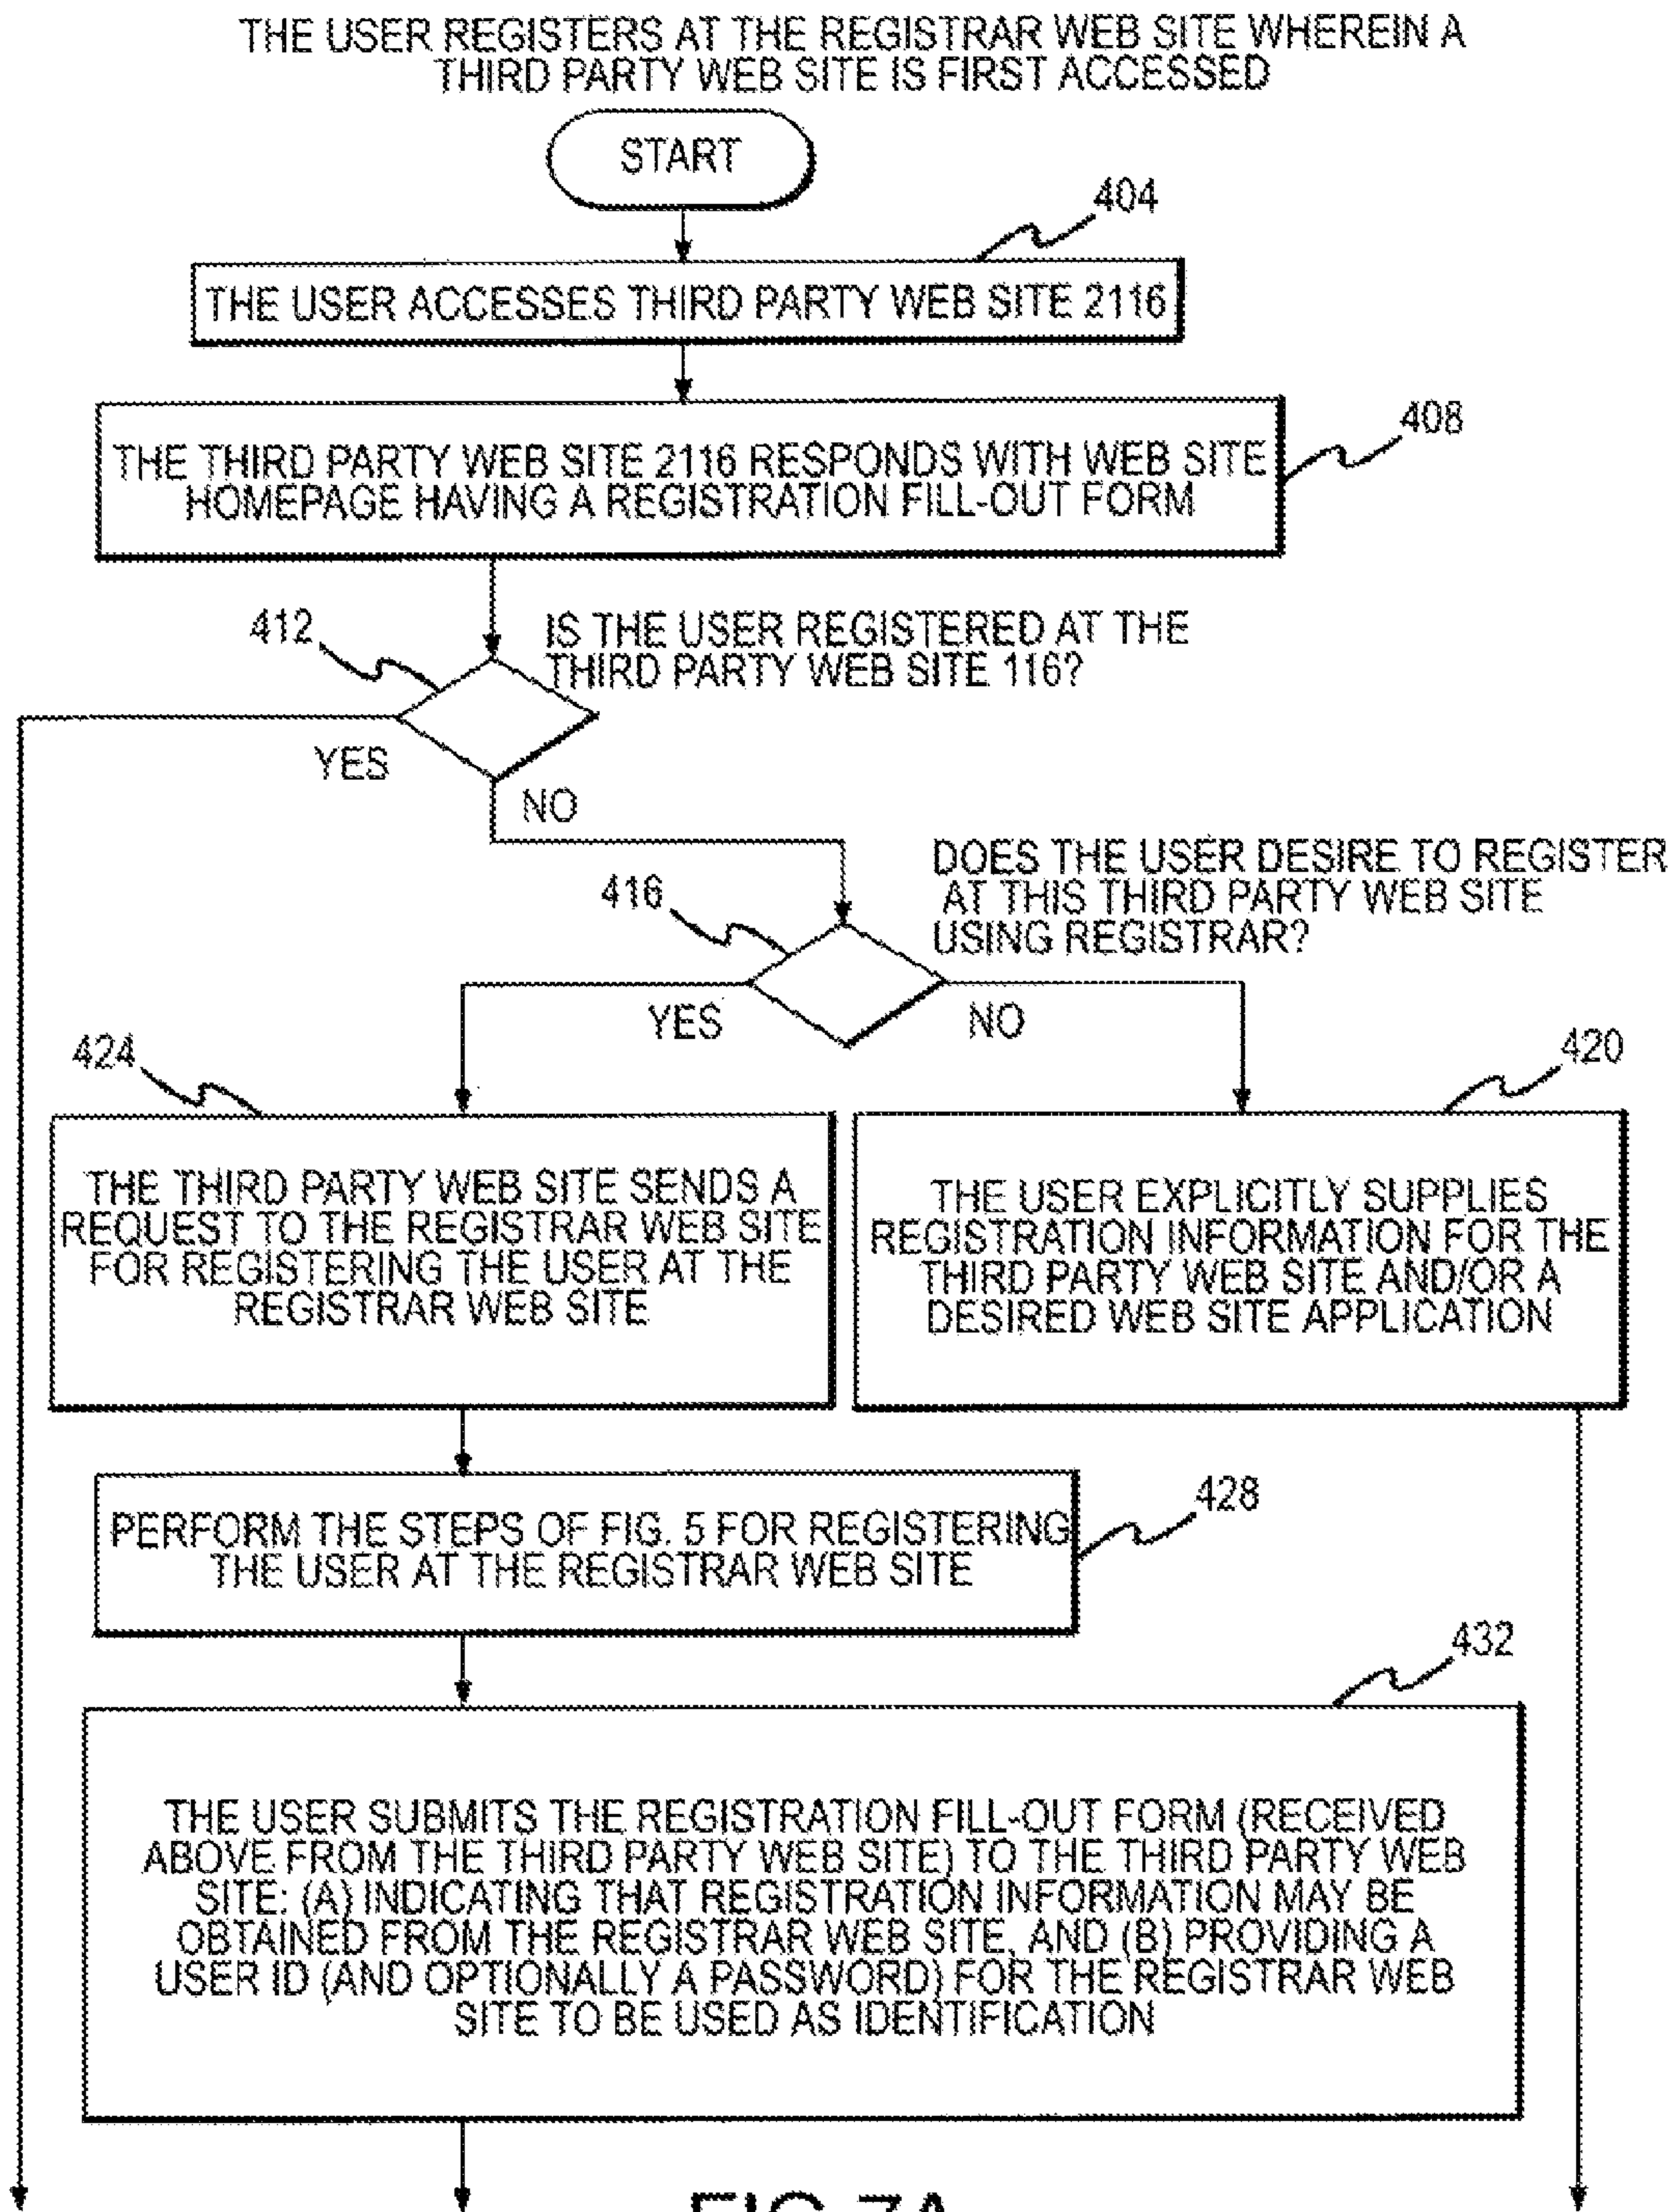 THE USER REGISTERS AT THE REGISTRAR WEB SITE WHEREIN A
THIRD PARTY WEB SITE IS FIRST ACCESSED
START
404
THE USER ACCESSES THIRD PARTY WEB SITE 2116
408
THE THIRD PARTY WEB SITE 2116 RESPONDS WITH WEB SITE
HOMEPAGE HAVING A REGISTRATION FILL-OUT FORM
412
IS THE USER REGISTERED AT THE
THIRD PARTY WEB SITE 116?
YES
NO
416
DOES THE USER DESIRE TO REGISTER
AT THIS THIRD PARTY WEB SITE
USING REGISTRAR?
YES
NO
424
THE THIRD PARTY WEB SITE SENDS A
REQUEST TO THE REGISTRAR WEB SITE
FOR REGISTERING THE USER AT THE
REGISTRAR WEB SITE
420
THE USER EXPLICITLY SUPPLIES
REGISTRATION INFORMATION FOR THE
THIRD PARTY WEB SITE AND/OR A
DESIRED WEB SITE APPLICATION
428
PERFORM THE STEPS OF FIG. 5 FOR REGISTERING
THE USER AT THE REGISTRAR WEB SITE
432
THE USER SUBMITS THE REGISTRATION FILL-OUT FORM (RECEIVED
ABOVE FROM THE THIRD PARTY WEB SITE) TO THE THIRD PARTY WEB
SITE: (A) INDICATING THAT REGISTRATION INFORMATION MAY BE
OBTAINED FROM THE REGISTRAR WEB SITE, AND (B) PROVIDING A
USER ID (AND OPTIONALLY A PASSWORD) FOR THE REGISTRAR WEB
SITE TO BE USED AS IDENTIFICATION
FIG.7A